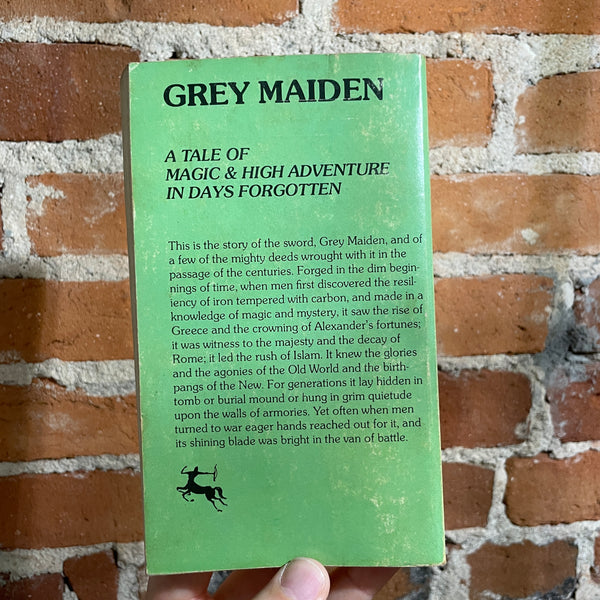 GREY MAIDEN
A TALE OF
MAGIC & HIGH ADVENTURE
IN DAYS FORGOTTEN
This is the story of the sword, Grey Maiden, and of
a few of the mighty deeds wrought with it in the
passage of the centuries. Forged in the dim begin-
nings of time, when men first discovered the resil-
iency of iron tempered with carbon, and made in a
knowledge of magic and mystery, it saw the rise of
Greece and the crowning of Alexander's fortunes;
it was witness to the majesty and the decay of
Rome; it led the rush of Islam. It knew the glories
and the agonies of the Old World and the birth-
pangs of the New. For generations it lay hidden in
tomb or burial mound or hung in grim quietude
upon the walls of armories. Yet often when men
turned to war eager hands reached out for it, and
its shining blade was bright in the van of battle.